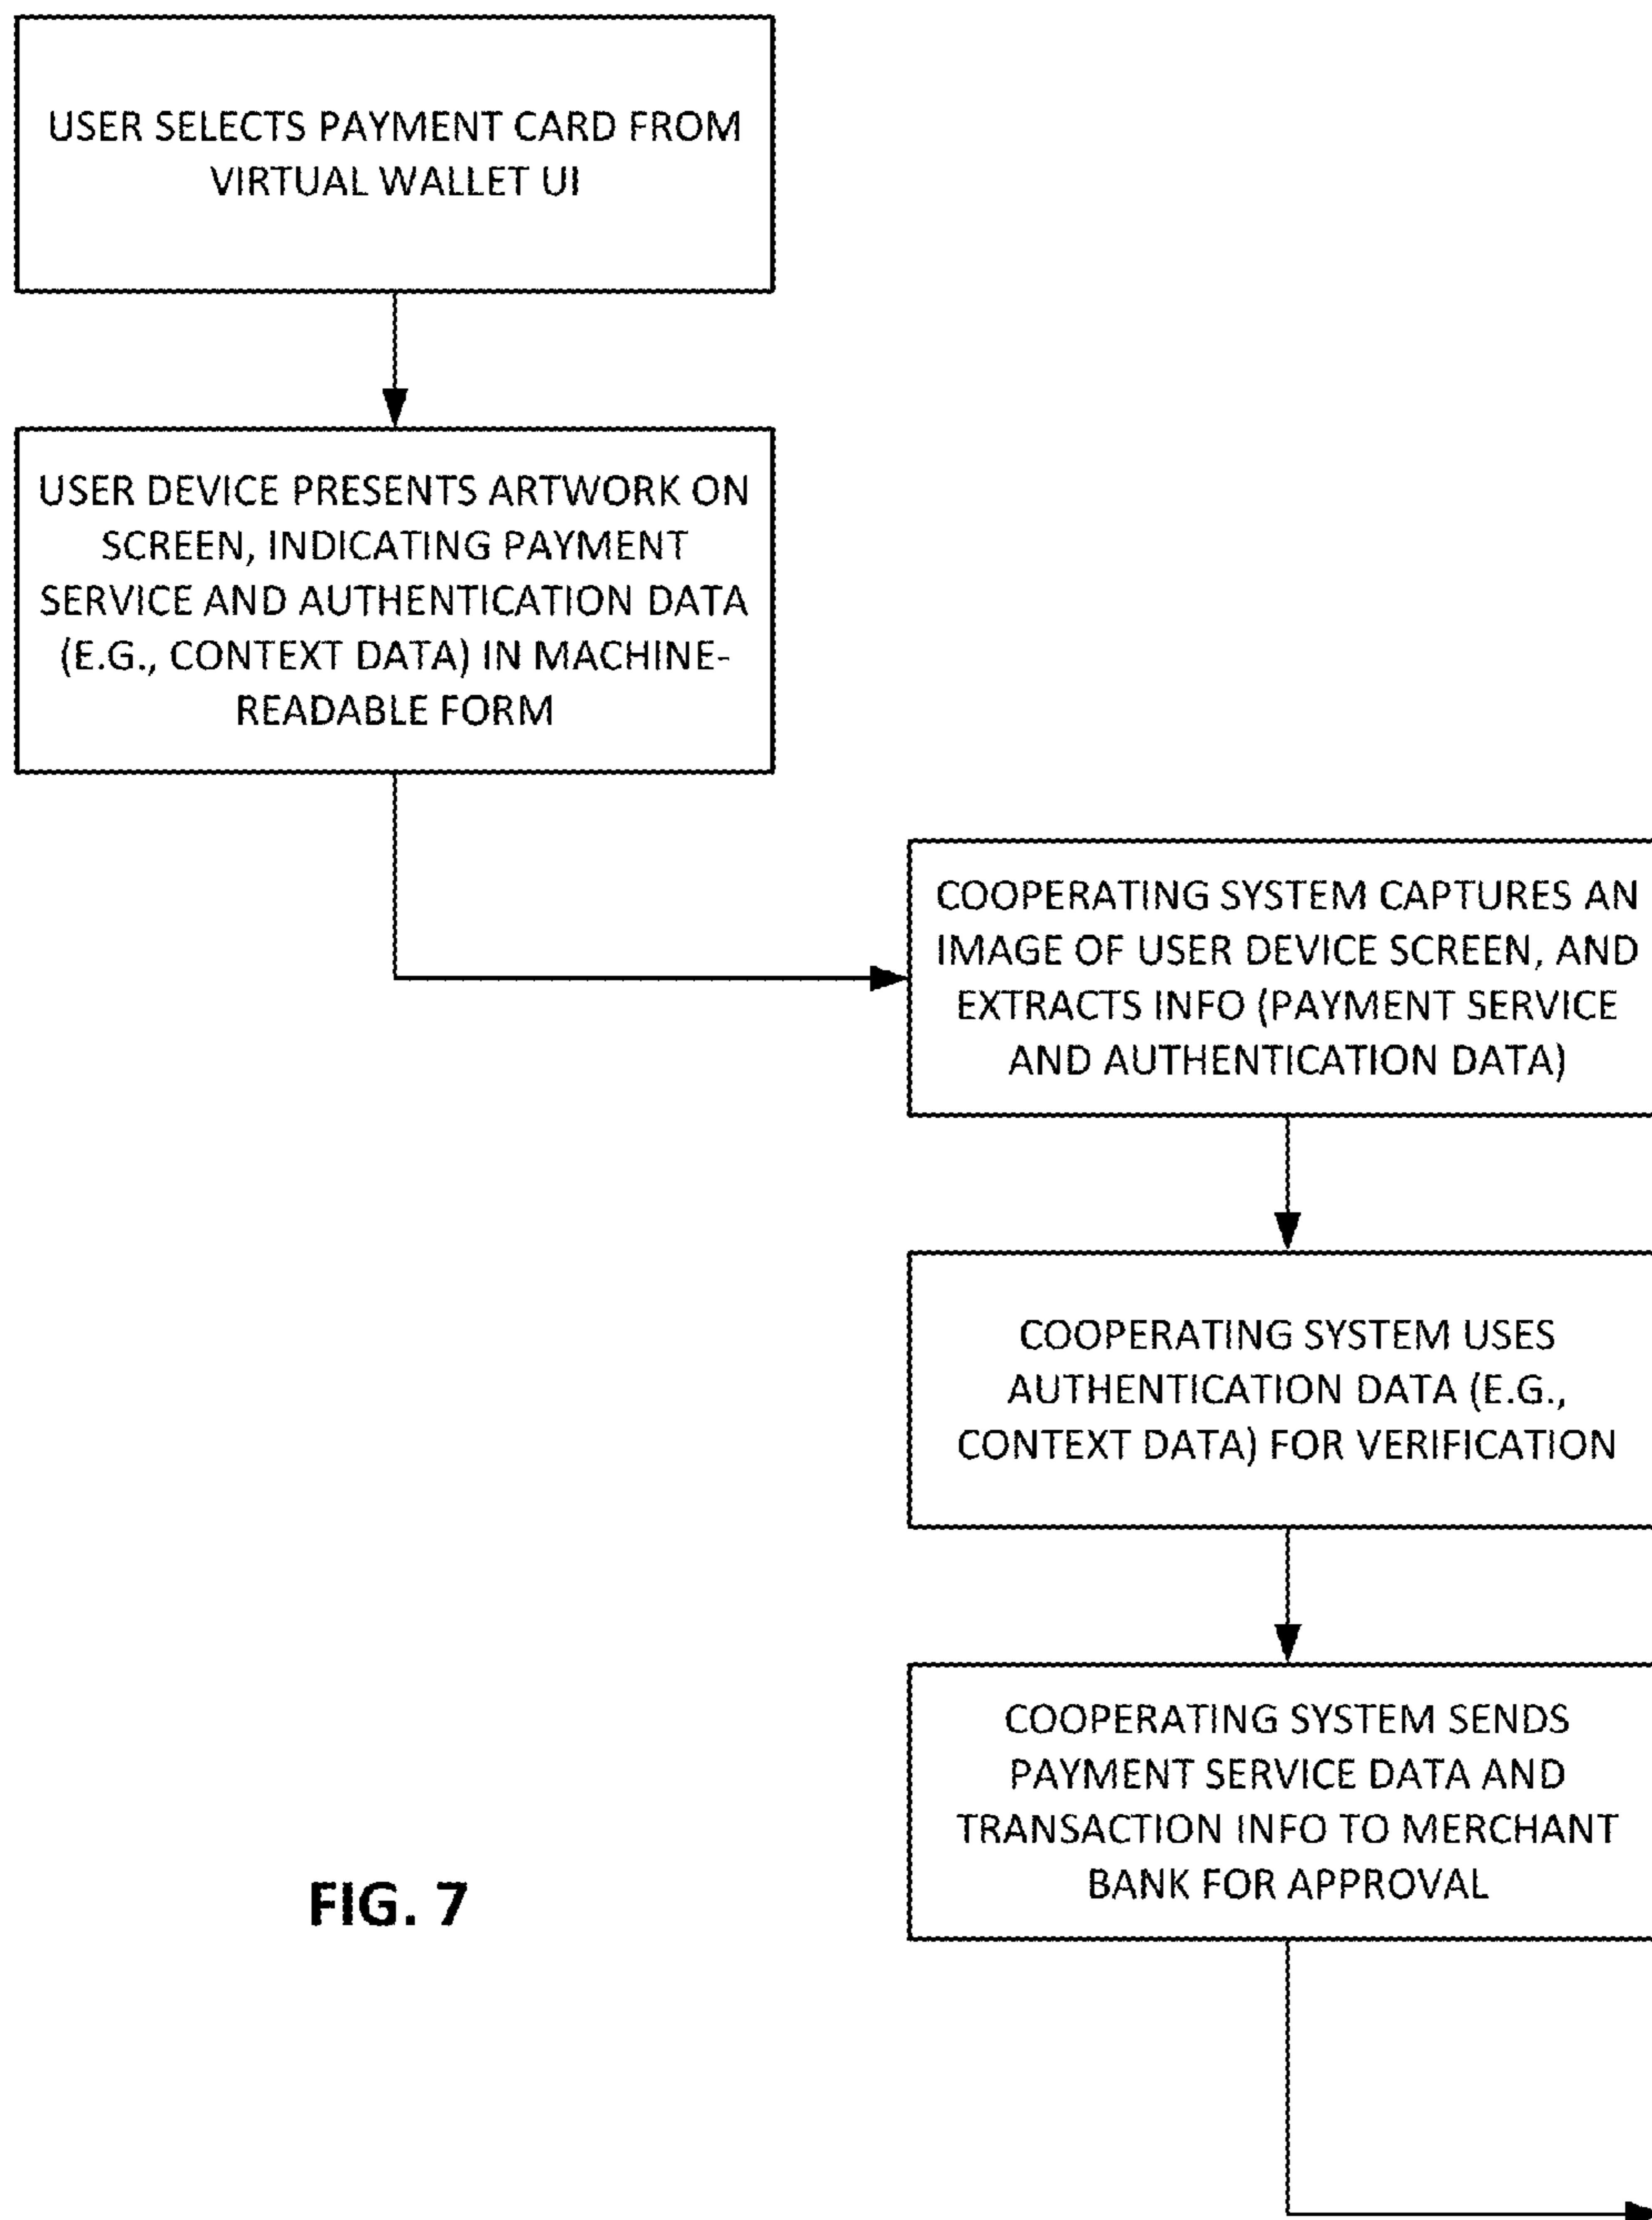 USER SELECTS PAYMENT CARD FROM
VIRTUAL WALLET UI
USER DEVICE PRESENTS ARTWORK ON
SCREEN, INDICATING PAYMENT
SERVICE AND AUTHENTICATION DATA
(E.G., CONTEXT DATA) IN MACHINE-
READABLE FORM
COOPERATING SYSTEM CAPTURES AN
IMAGE OF USER DEVICE SCREEN, AND
EXTRACTS INFO (PAYMENT SERVICE
AND AUTHENTICATION DATA)
COOPERATING SYSTEM USES
AUTHENTICATION DATA (E.G.,
CONTEXT DATA) FOR VERIFICATION
COOPERATING SYSTEM SENDS
PAYMENT SERVICE DATA AND
TRANSACTION INFO TO MERCHANT
BANK FOR APPROVAL
FIG. 7